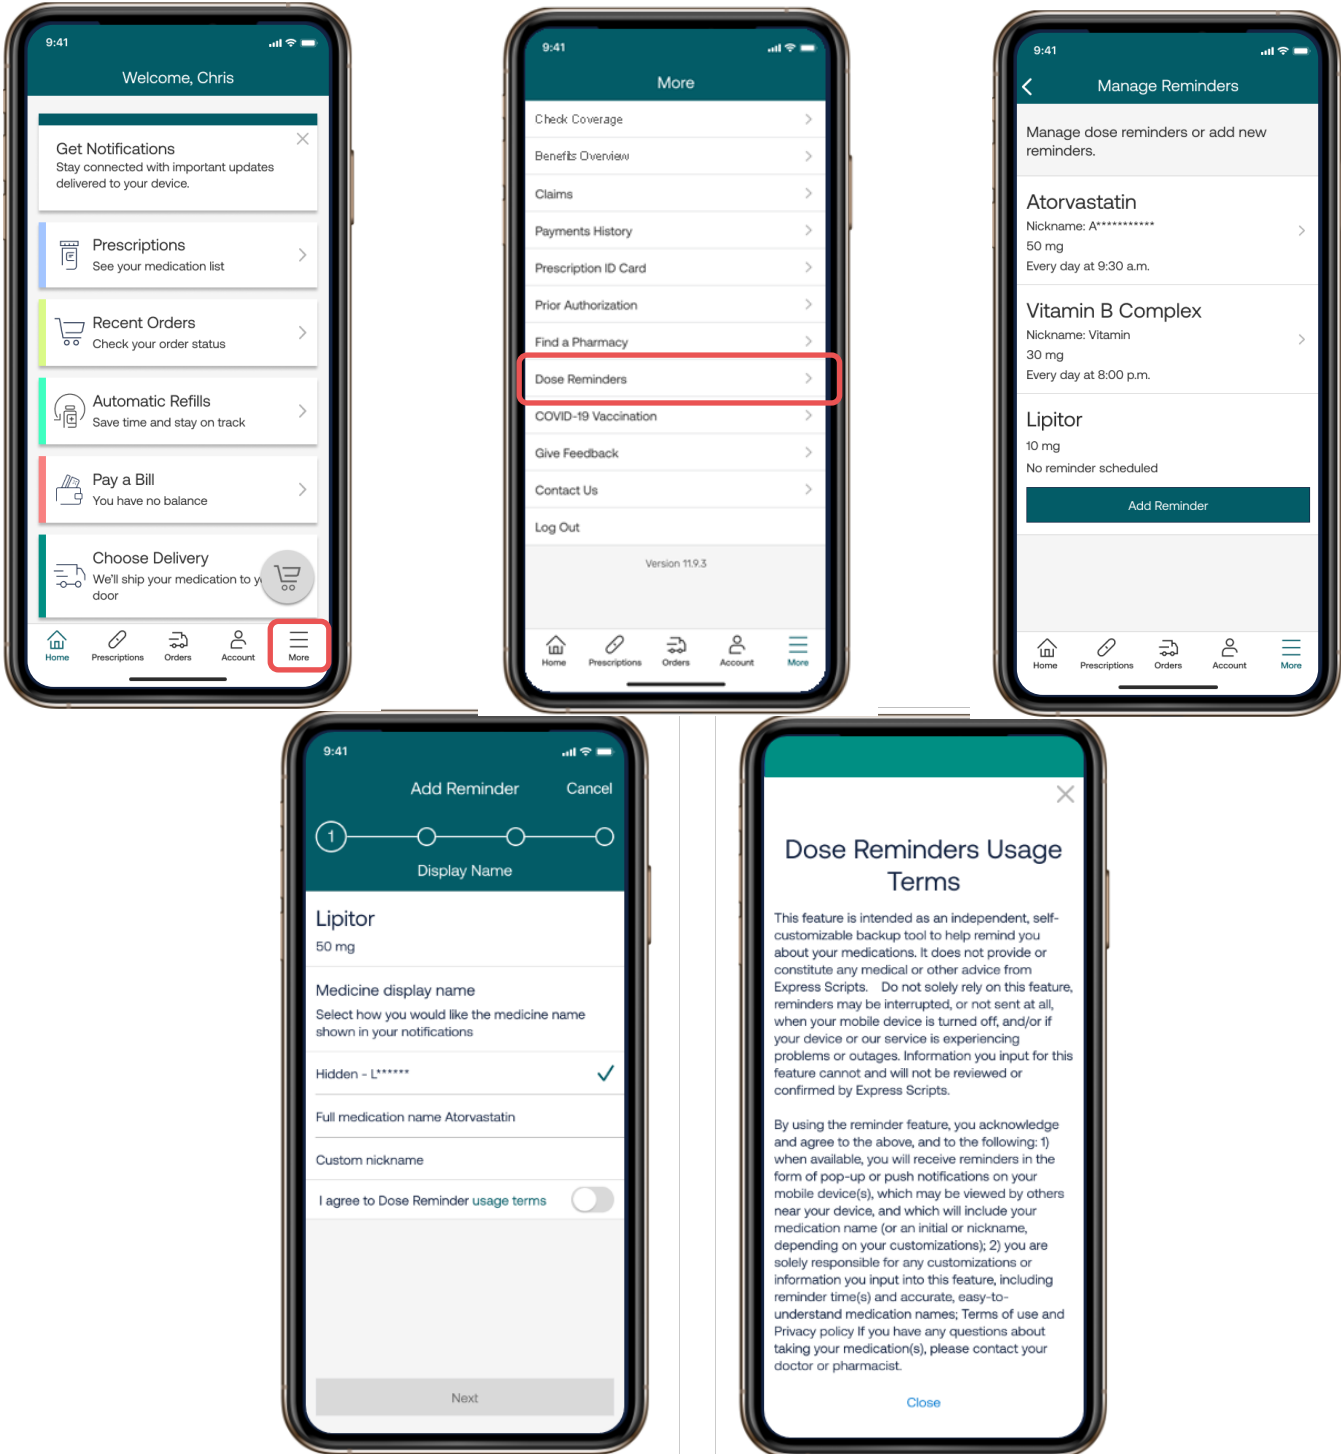 9:41
Welcome, Chris
Get Notifications
Stay connected with important updates
delivered to your device.
Prescriptions
See your medication list
Recent Orders
Check your order status
Automatic Refills
Save time and stay on track
Pay a Bill
You have no balance
Choose Delivery
We'll ship your medication to y
door
Home
Prescriptions
Orders
Account
More
9:41
More
Check Coverage
Benefits Overview
Claims
Payments History
Prescription ID Card
Prior Authorization
Find a Pharmacy
Dose Reminders
COVID-19 Vaccination
Give Feedback
Contact Us
Log Out
Version 11.9.3
Home
Prescriptions
Orders
Account
More
9:41
Manage Reminders
Manage dose reminders or add new
reminders.
Atorvastatin
Nickname: A***********
50 mg
Every day at 9:30 a.m.
Vitamin B Complex
Nickname: Vitamin
30 mg
Every day at 8:00 p.m.
Lipitor
10 mg
No reminder scheduled
Add Reminder
Home
Prescriptions
Orders
Account
More
9:41
Add Reminder
Cancel
1
Display Name
Lipitor
50 mg
Medicine display name
Select how you would like the medicine name
shown in your notifications
Hidden - L******
Full medication name Atorvastatin
Custom nickname
I agree to Dose Reminder usage terms
Next
Dose Reminders Usage
Terms
This feature is intended as an independent, self-
customizable backup tool to help remind you
about your medications. It does not provide or
constitute any medical or other advice from
Express Scripts. Do not solely rely on this feature,
reminders may be interrupted, or not sent at all,
when your mobile device is turned off, and/or if
your device or our service is experiencing
problems or outages. Information you input for this
feature cannot and will not be reviewed or
confirmed by Express Scripts.
By using the reminder feature, you acknowledge
and agree to the above, and to the following: 1)
when available, you will receive reminders in the
form of pop-up or push notifications on your
mobile device(s), which may be viewed by others
near your device, and which will include your
medication name (or an initial or nickname,
depending on your customizations); 2) you are
solely responsible for any customizations or
information you input into this feature, including
reminder time(s) and accurate, easy-to-
understand medication names; Terms of use and
Privacy policy If you have any questions about
taking your medication(s), please contact your
doctor or pharmacist.
Close